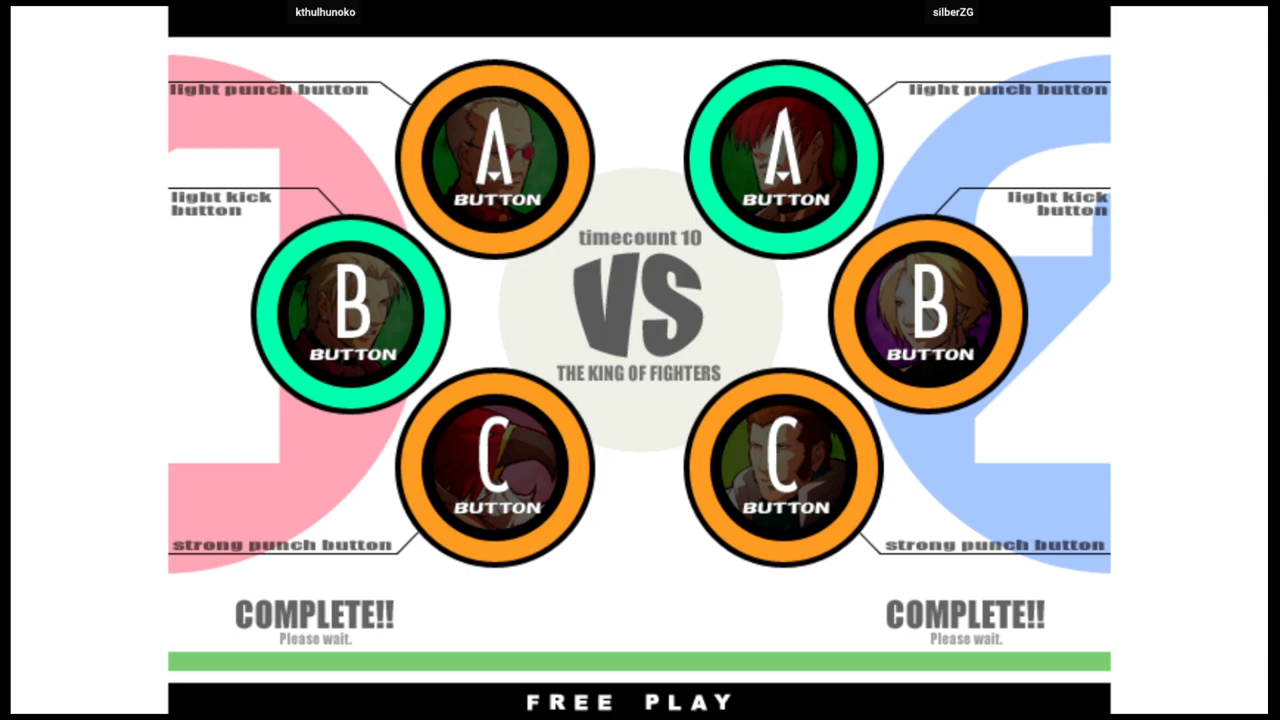 kthulhunoko
silberZG
light punch button
light punch button
A
BUTTON
A
BUTTON
light kick
button
light kick
button
timecount 10
VS
THE KING OF FIGHTERS
B
BUTTON
B
BUTTON
C
BUTTON
C
BUTTON
strong punch button
strong punch button
COMPLETE!!
Please wait.
COMPLETE!!
Please wait.
FREE PLAY
1
2